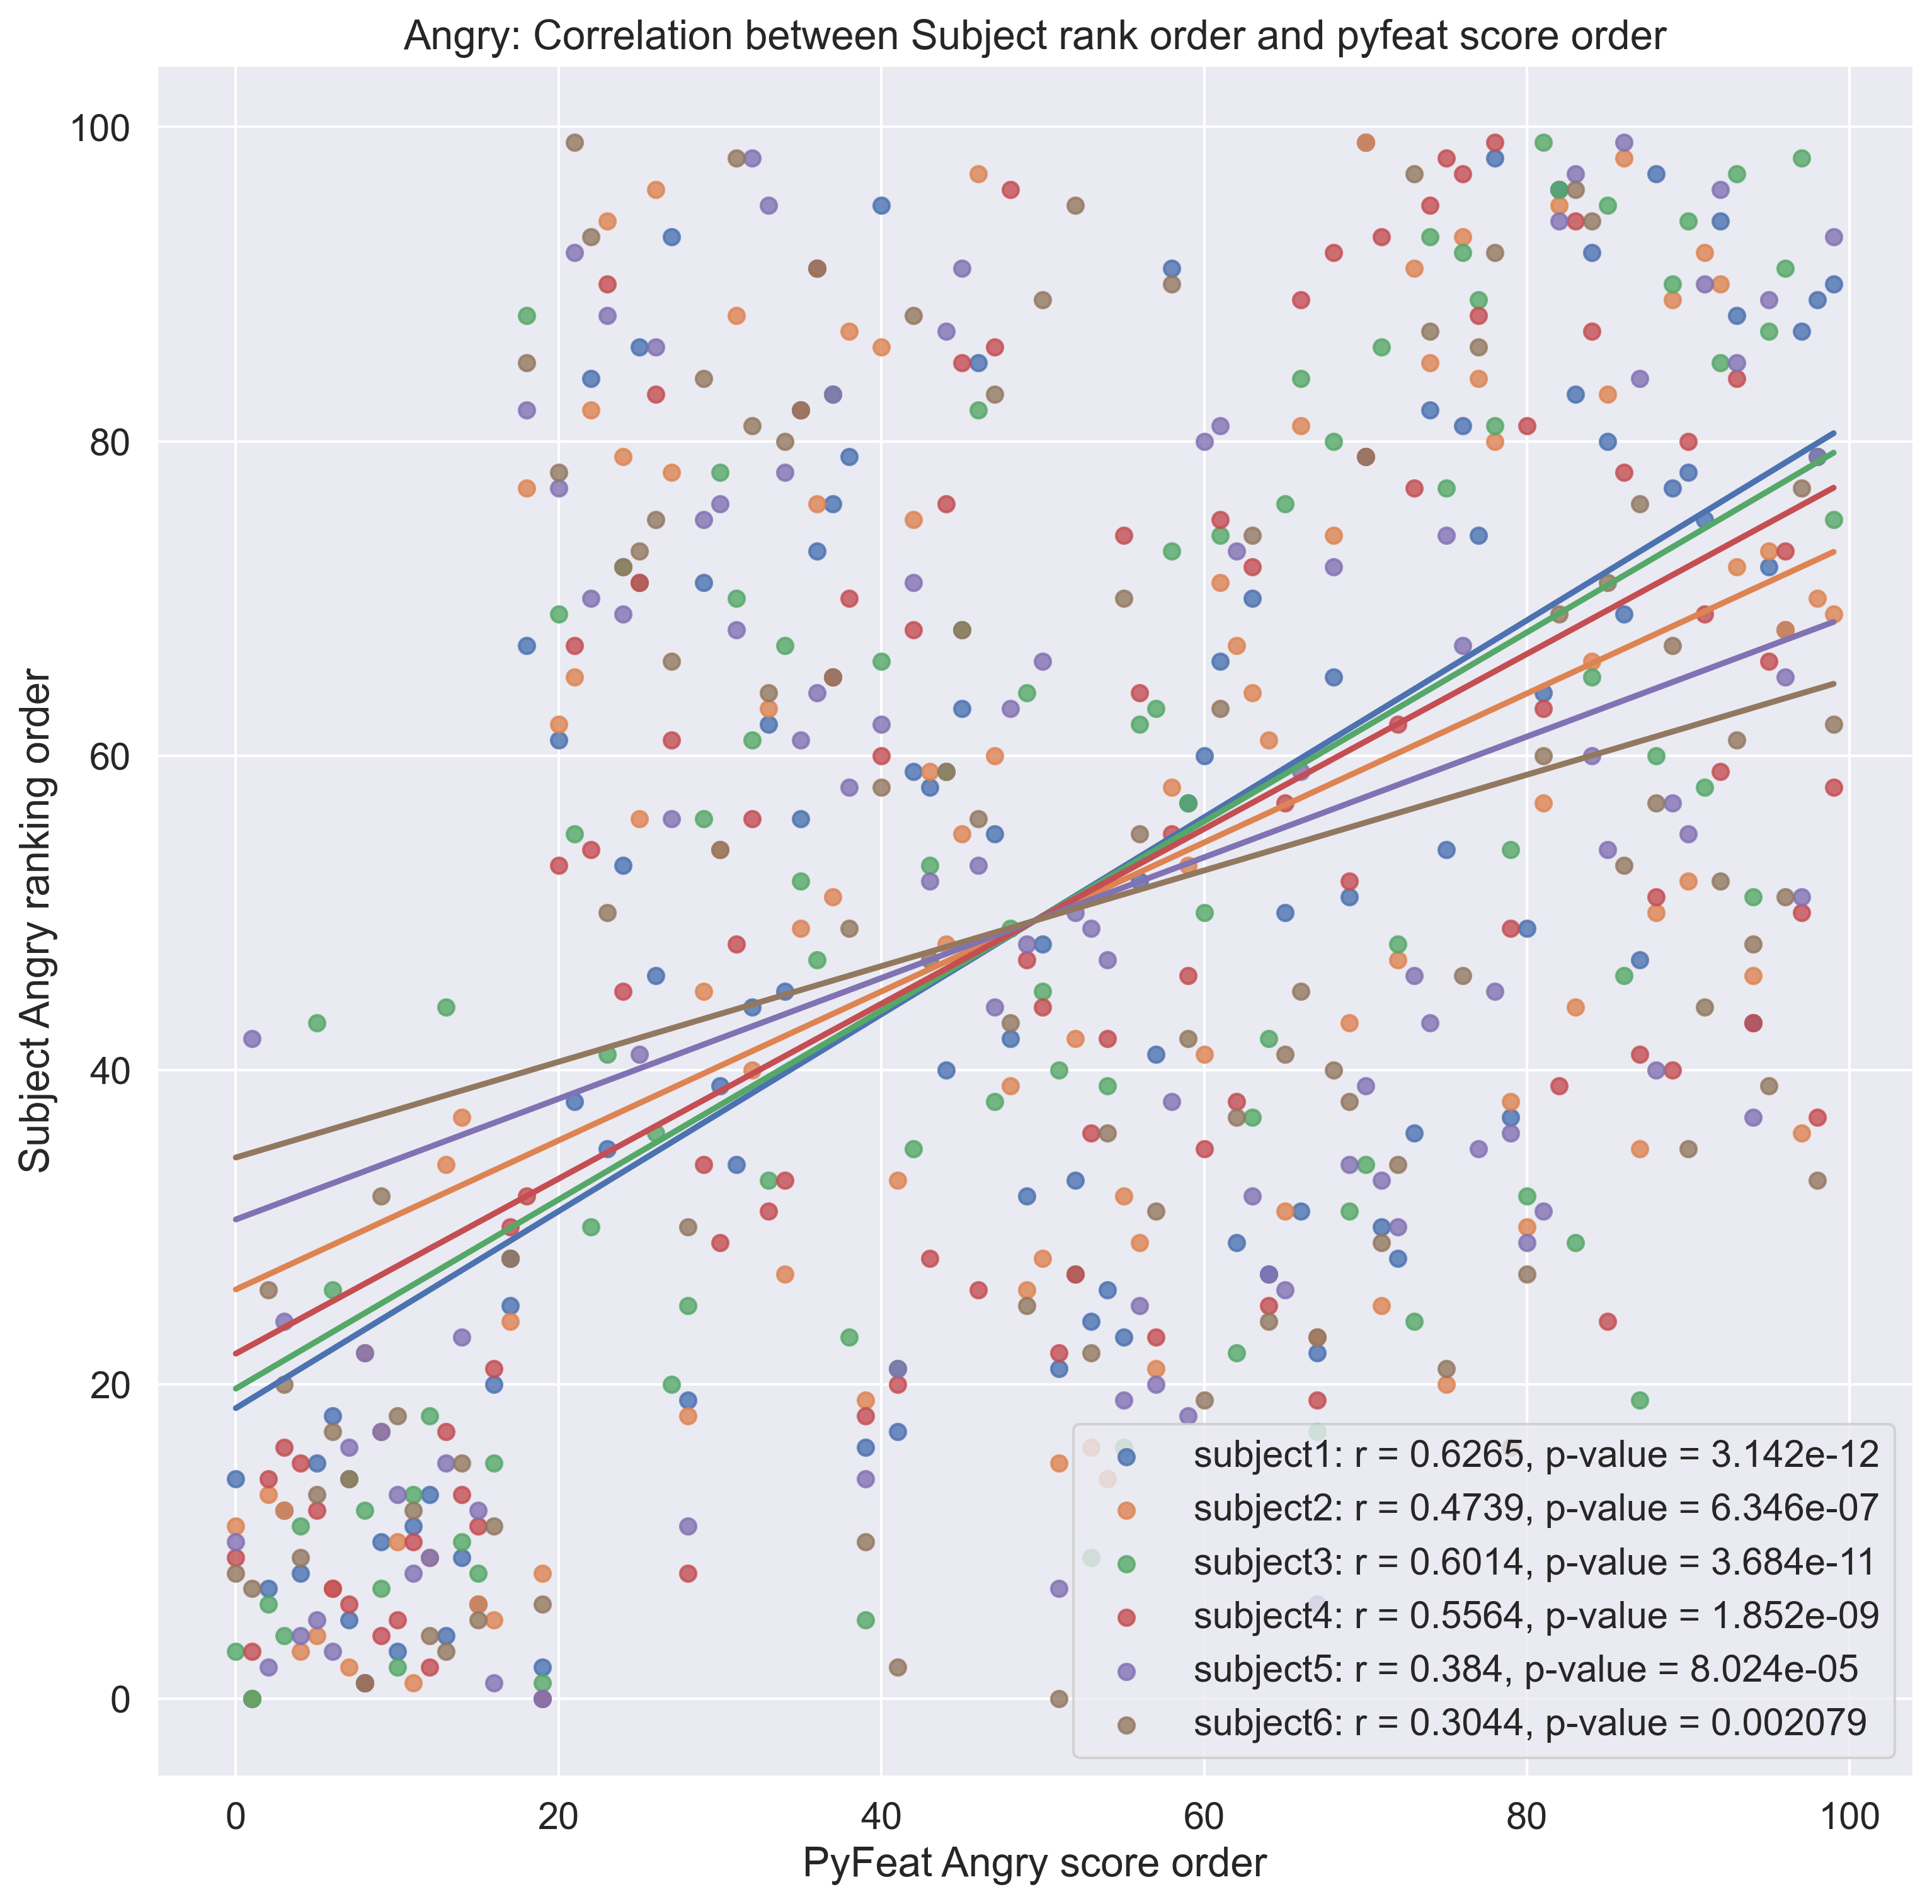 Angry: Correlation between Subject rank order and pyfeat score order
100
80
60
40
20
0
Subject Angry ranking order
subject1: r = 0.6265, p-value = 3.142e-12
subject2: r = 0.4739, p-value = 6.346e-07
subject3: r = 0.6014, p-value = 3.684e-11
subject4: r = 0.5564, p-value = 1.852e-09
subject5: r = 0.384, p-value = 8.024e-05
subject6: r = 0.3044, p-value = 0.002079
0 20 40 60 80 100
PyFeat Angry score order